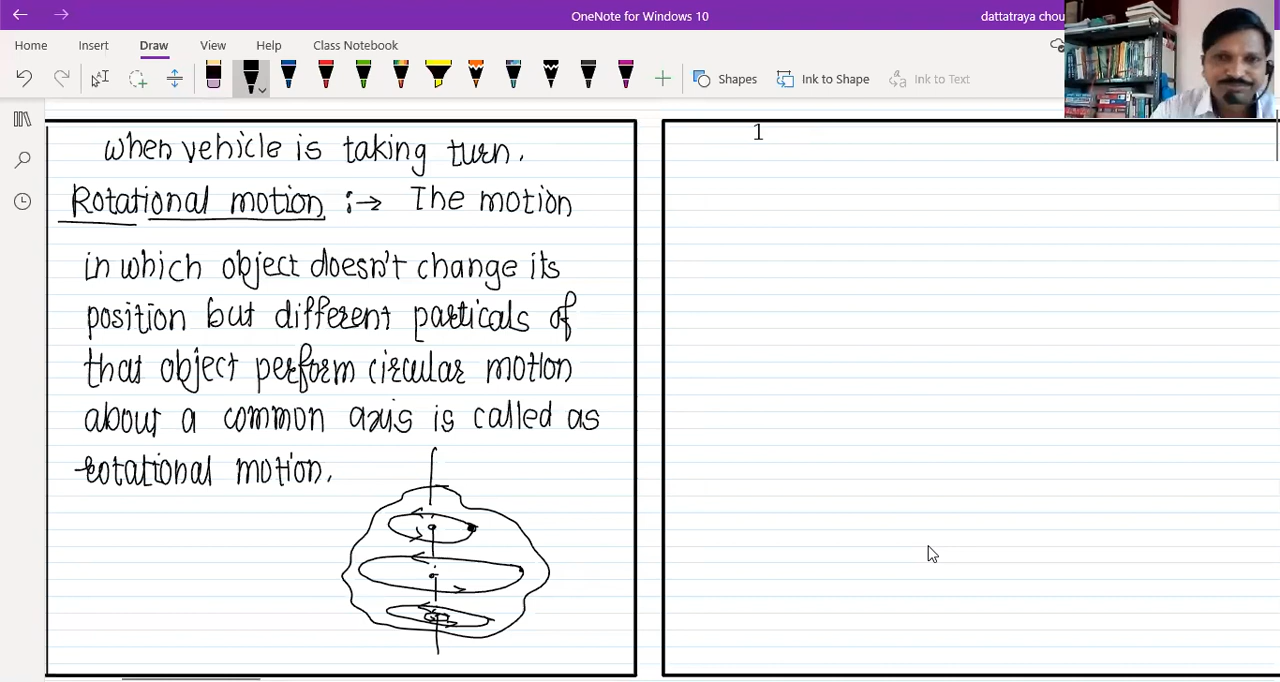 OneNote for Windows 10
dattatraya chou
Home Insert Draw View Help Class Notebook
Shapes Ink to Shape Ink to Text
when vehicle is taking turn.
Rotational motion :→ The motion
in which object doesn't change its
position but different particals of
that object perform circular motion
about a common axis is called as
rotational motion.
1